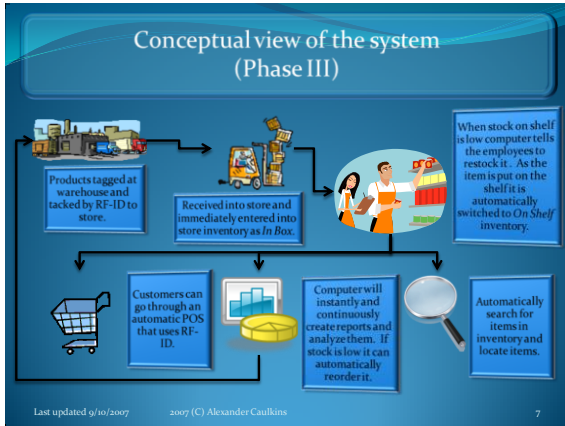 Conceptual view of the system
(Phase III)
Products tagged at
warehouse and
tacked by RF-ID to
store.
Received into store and
immediately entered into
store inventory as In Box.
When stock on shelf
is low computer tells
the employees to
restock it. As the
item is put on the
shelf it is
automatically
switched to On Shelf
inventory.
Customers can
go through an
automatic POS
that uses RF-
ID.
Computer will
instantly and
continuously
create reports and
analyze them. If
stock is low it can
automatically
reorder it.
Automatically
search for
items in
inventory and
locate items.
Last updated 9/10/2007
2007 (C) Alexander Caulkins
7